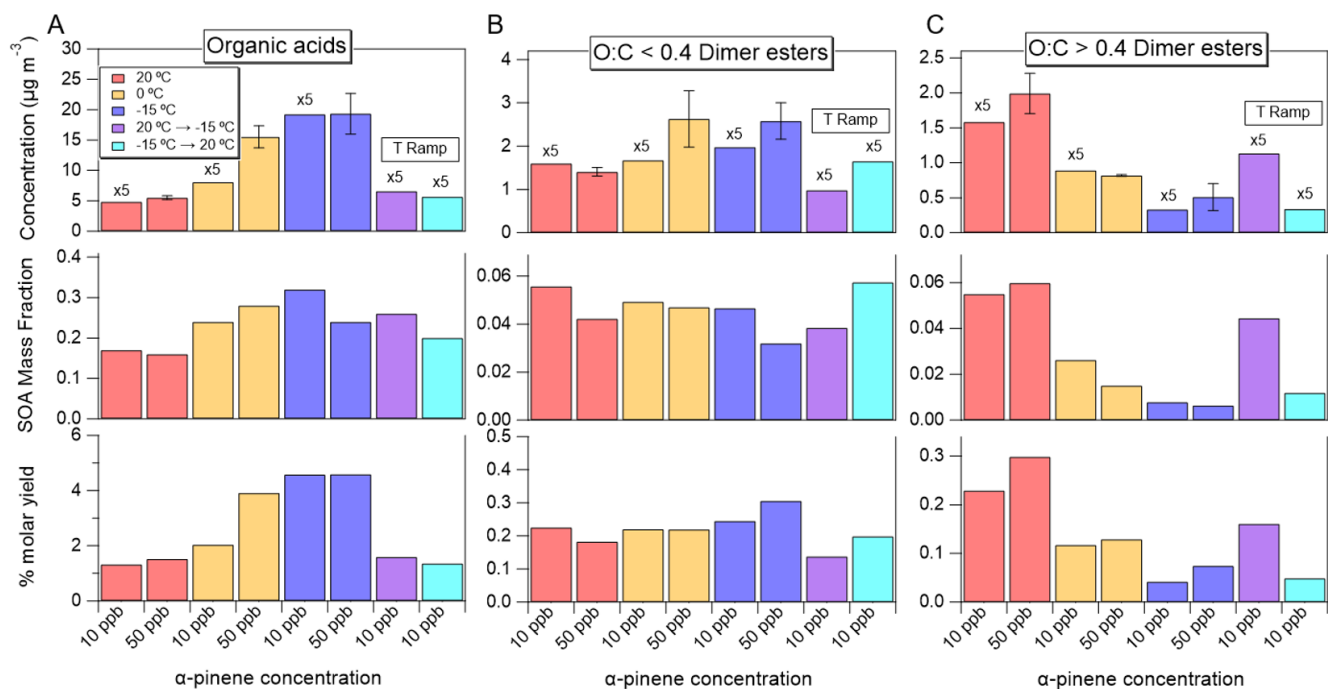 A
Organic acids
Concentration (µg m⁻³)
30
25
20
15
10
5
0
20 ºC
0 ºC
-15 ºC
20 ºC → -15 ºC
-15 ºC → 20 ºC
x5
x5
x5
T Ramp
x5
x5
SOA Mass Fraction
0.4
0.3
0.2
0.1
0.0
% molar yield
6
4
2
0
10 ppb
50 ppb
10 ppb
50 ppb
10 ppb
50 ppb
10 ppb
10 ppb
α-pinene concentration
B
O:C < 0.4 Dimer esters
4
3
2
1
0
x5
x5
x5
T Ramp
x5
x5
0.06
0.04
0.02
0.00
0.5
0.4
0.3
0.2
0.1
0.0
10 ppb
50 ppb
10 ppb
50 ppb
10 ppb
50 ppb
10 ppb
10 ppb
α-pinene concentration
C
O:C > 0.4 Dimer esters
2.5
2.0
1.5
1.0
0.5
0.0
x5
x5
x5
T Ramp
x5
x5
0.06
0.04
0.02
0.00
0.3
0.2
0.1
0.0
10 ppb
50 ppb
10 ppb
50 ppb
10 ppb
50 ppb
10 ppb
10 ppb
α-pinene concentration